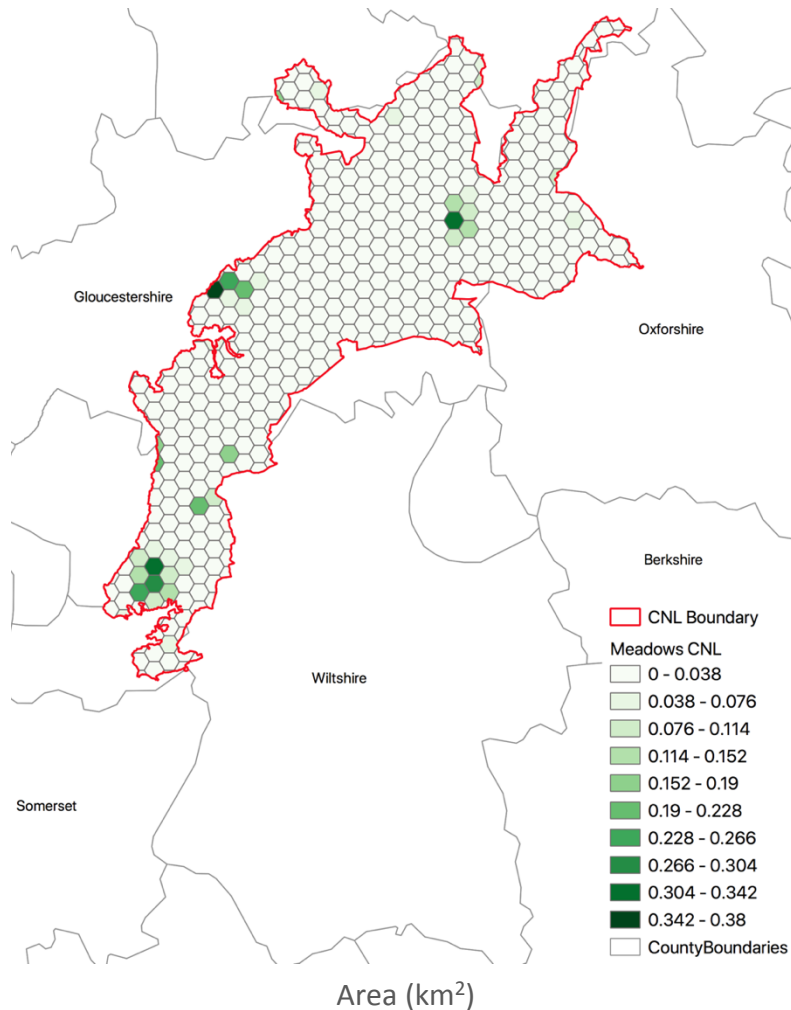 Gloucestershire
Oxforshire
Berkshire
CNL Boundary
Meadows CNL
0 - 0.038
0.038 - 0.076
0.076 - 0.114
0.114 - 0.152
0.152 - 0.19
0.19 - 0.228
0.228 - 0.266
0.266 - 0.304
0.304 - 0.342
0.342 - 0.38
CountyBoundaries
Wiltshire
Somerset
Area (km²)